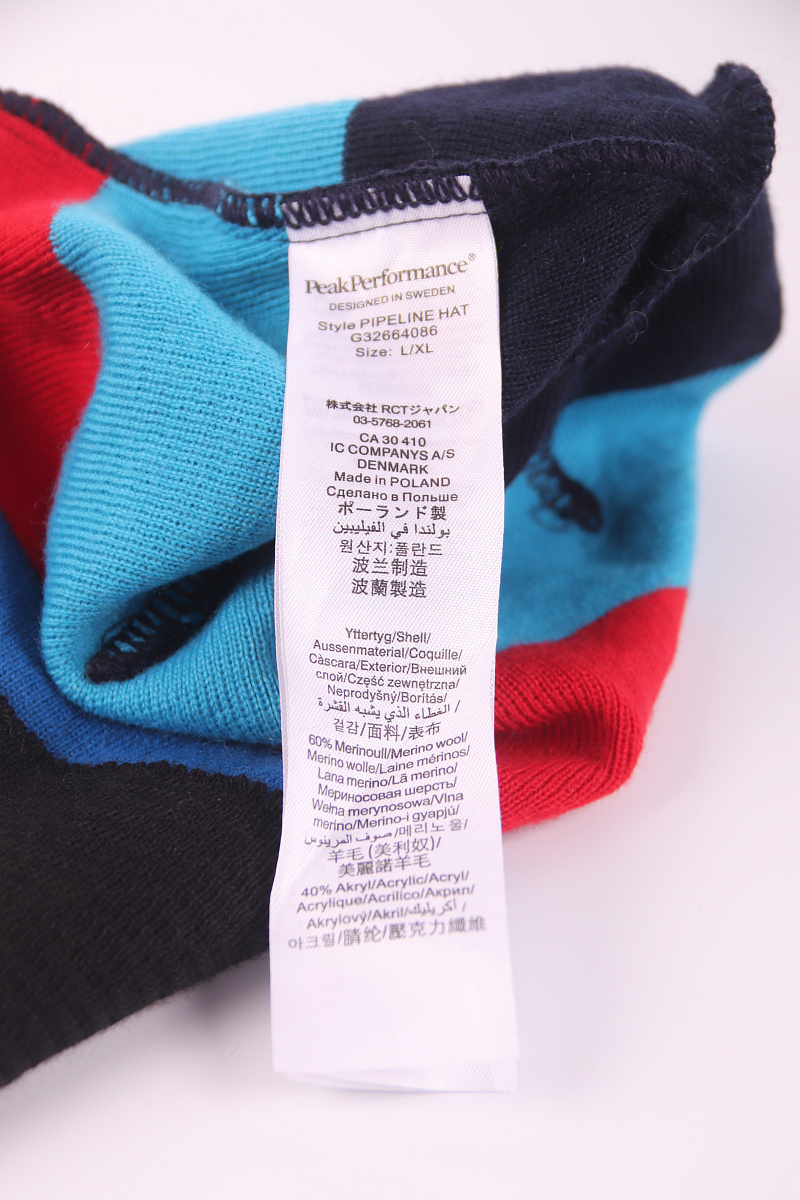 PeakPerformance®
DESIGNED IN SWEDEN
Style PIPELINE HAT
G32664086
Size: L/XL
株式会社 RCTジャパン
03-5768-2061
CA 30 410
IC COMPANYS A/S
DENMARK
Made in POLAND
Сделано в Польше
ポーランド製
بولندا في الفيليبين
원산지:폴란드
波兰制造
波蘭製造
Yttertyg/Shell/
Aussenmaterial/Coquille/
Càscara/Exterior/Внешний
слой/Część zewnętrzna/
Neprodyšný/Borítás/
الغطاء الذي يشبه القشرة /
겉감/面料/表布
60% Merinoull/Merino wool/
Merino wolle/Laine mérinos/
Lana merino/Lã merino/
Мериносовая шерсть/
Wełna merynosowa/Vlna
merino/Merino-i gyapjú/
صوف المرينوس/메리노 울/
羊毛 (美利奴)/
美麗諾羊毛
40% Akryl/Acrylic/Acryl/
Acrylique/Acrilico/Акрил/
Akrylový/Akril/أكريليك /
아크릴/腈纶/壓克力纖維